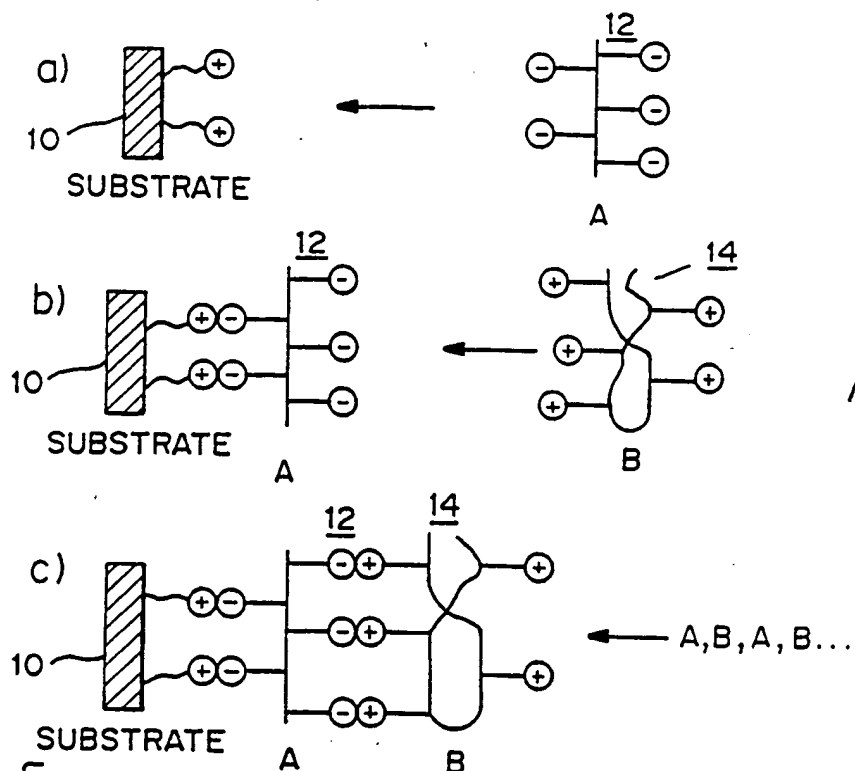 12
a)
⊖ ⊖
⊕ ⊖
⊖
⊕ ⊖
10
⊖
SUBSTRATE
A
12
14
b)
⊖
⊕ ⊕
⊕⊖
⊖ ⊕
10
⊕⊖
⊕
⊖ ⊕
SUBSTRATE
A
B
12 14
c)
⊖⊕ ⊕
⊕⊖
⊖⊕
A,B,A,B...
10
⊕⊖ ⊕
⊖⊕
SUBSTRATE
A
B